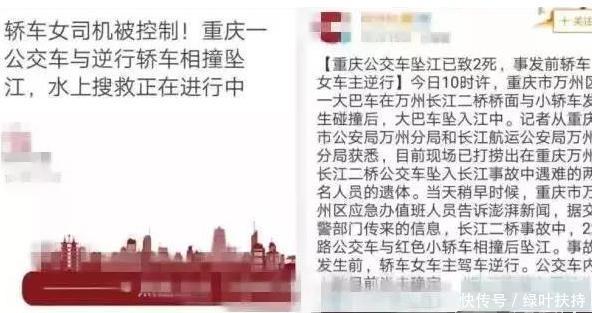 轿车女司机被控制！重庆一
公交车与逆行轿车相撞坠
江，水上搜救正在进行中
+关注
【重庆公交车坠江已致2死，事发前轿车
女车主逆行】今日10时许，重庆市万州区
一大巴车在万州长江二桥桥面与小轿车发
生碰撞后，大巴车坠入江中。记者从重庆
市公安局万州分局和长江航运公安局万州
分局获悉，目前现场已打捞出在重庆万州
长江二桥公交车坠入长江事故中遇难的两
名人员的遗体。当天稍早时候，重庆市万
州区应急办值班人员告诉澎湃新闻，据交
警部门传来的信息，长江二桥事故中，22
路公交车与红色小轿车相撞后坠江。事故
发生前，轿车女车主驾车逆行。公交车内
人数目前尚未确定
快传号／绿叶扶持